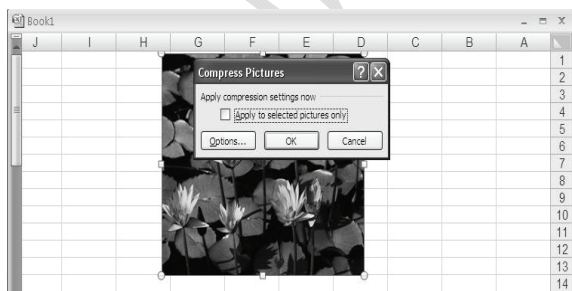 Book1
J I H G F E D C B A
1
Compress Pictures
2
Apply compression settings now
3
Apply to selected pictures only
4
5
Options... OK Cancel
6
7
8
9
10
11
12
13
14